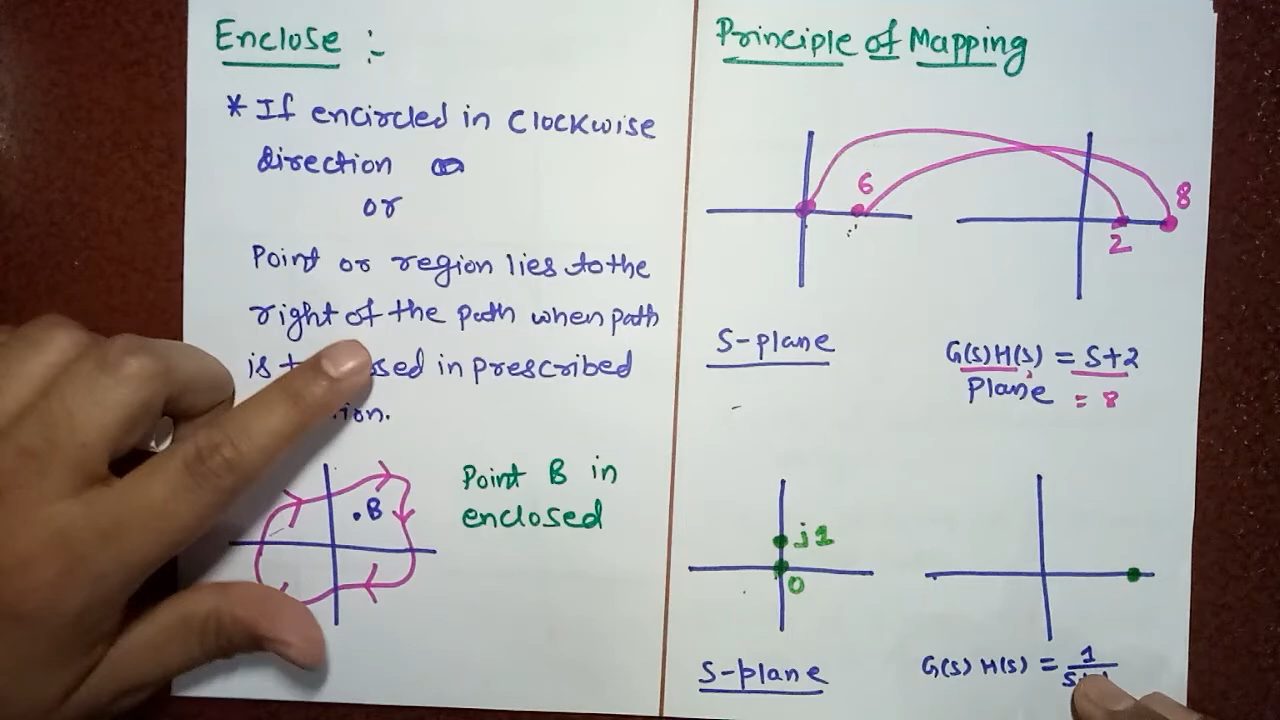 Enclose :-
* If encircled in Clockwise
direction
or
Point or region lies to the
right of the path when path
is sed in prescribed
tion.
.B
Point B in
enclosed
Principle of Mapping
6
8
2
S-plane
G(s)H(s) = S+2
Plane = 8
j1
0
S-plane
G(s) H(s) = 1